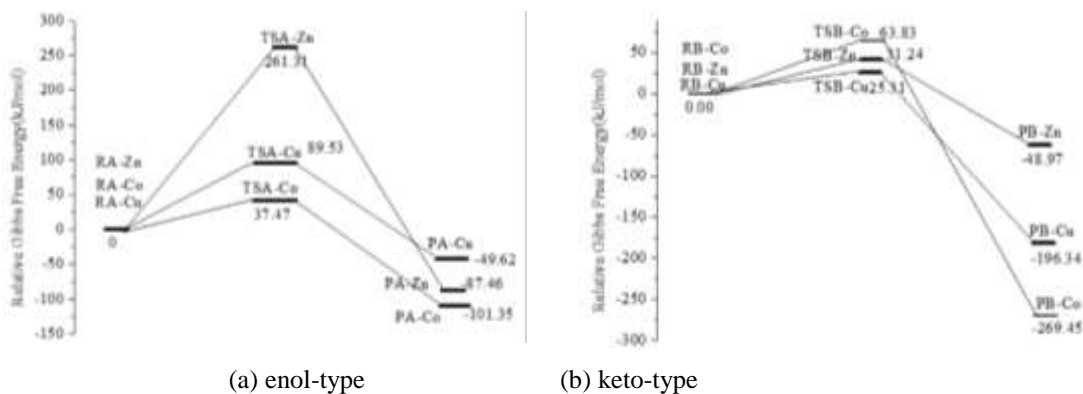 Relative Gibbs Free Energy(kJ/mol)
300
250
200
150
100
50
0
-50
-100
-150
TSA-Zn
261.31
RA-Zn
RA-Co
RA-Cu
0
TSA-Cu 89.53
TSA-Co
37.47
PA-Cu
-49.62
PA-Zn
-87.46
PA-Co
-101.35
Relative Gibbs Free Energy(kJ/mol)
50
0
-50
-100
-150
-200
-250
-300
RB-Co
RB-Zn
RB-Cu
0.00
TSB-Co 63.83
TSB-Zn 31.24
TSB-Cu
PB-Zn
-48.97
PB-Cu
-196.34
PB-Co
-269.45
(a) enol-type
(b) keto-type